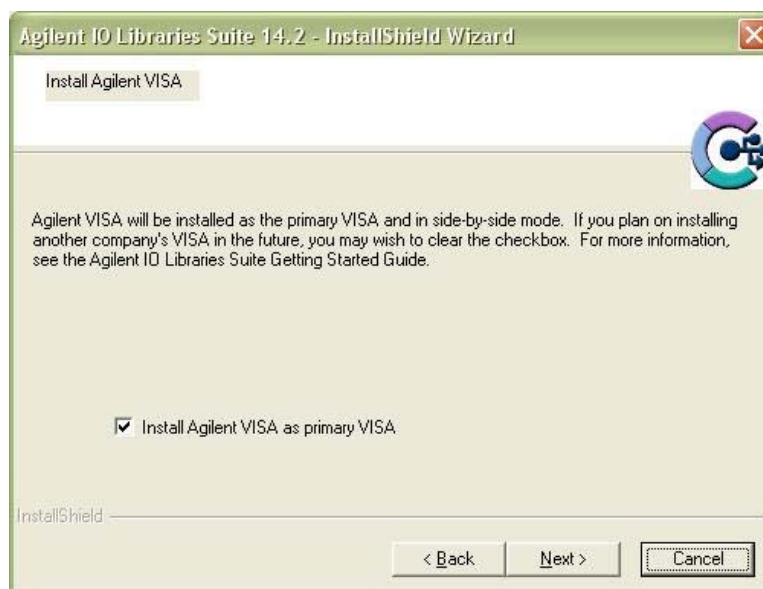 Agilent IO Libraries Suite 14.2 - InstallShield Wizard
Install Agilent VISA
Agilent VISA will be installed as the primary VISA and in side-by-side mode. If you plan on installing
another company's VISA in the future, you may wish to clear the checkbox. For more information,
see the Agilent IO Libraries Suite Getting Started Guide.
Install Agilent VISA as primary VISA
InstallShield
< Back
Next >
Cancel